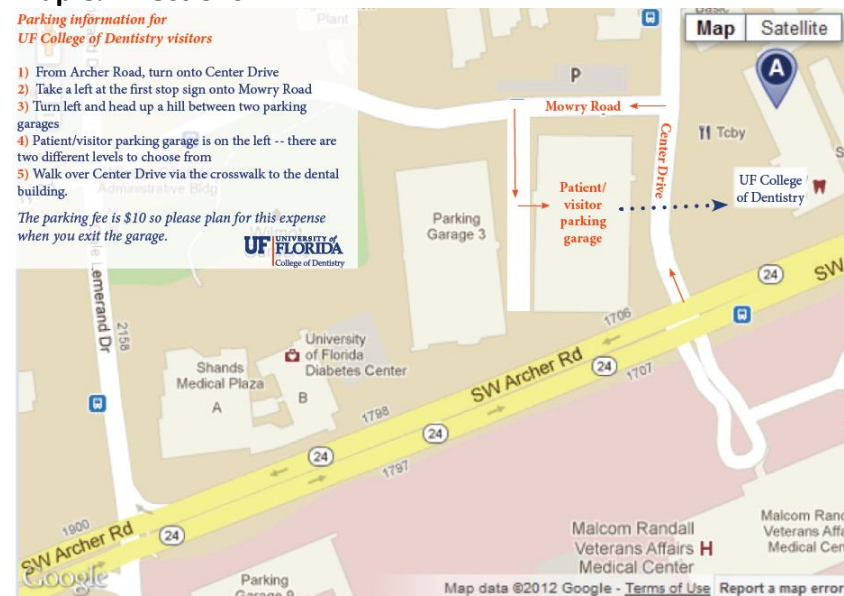 Parking information for
UF College of Dentistry visitors
1) From Archer Road, turn onto Center Drive
2) Take a left at the first stop sign onto Mowry Road
3) Turn left and head up a hill between two parking
garages
4) Patient/visitor parking garage is on the left -- there are
two different levels to choose from
5) Walk over Center Drive via the crosswalk to the dental
building.
The parking fee is $10 so please plan for this expense
when you exit the garage.
UF UNIVERSITY of
FLORIDA
College of Dentistry
Plant
Administrative Bldg
Basic
Map Satellite
A
P
Mowry Road
Center Drive
Tcby
UF College
of Dentistry
Patient/
visitor
parking
garage
Parking
Garage 3
24
SW
Lemerand Dr
2158
1706
University
of Florida
Diabetes Center
Shands
Medical Plaza
A
B
SW Archer Rd
24
1707
1798
24
24
1797
1900
SW Archer Rd
24
Malcom Randall
Veterans Affairs H
Medical Center
Malcom Ranc
Veterans Affa
Medical Cen
Google
Parking
Garage 9
Map data ©2012 Google - Terms of Use Report a map error